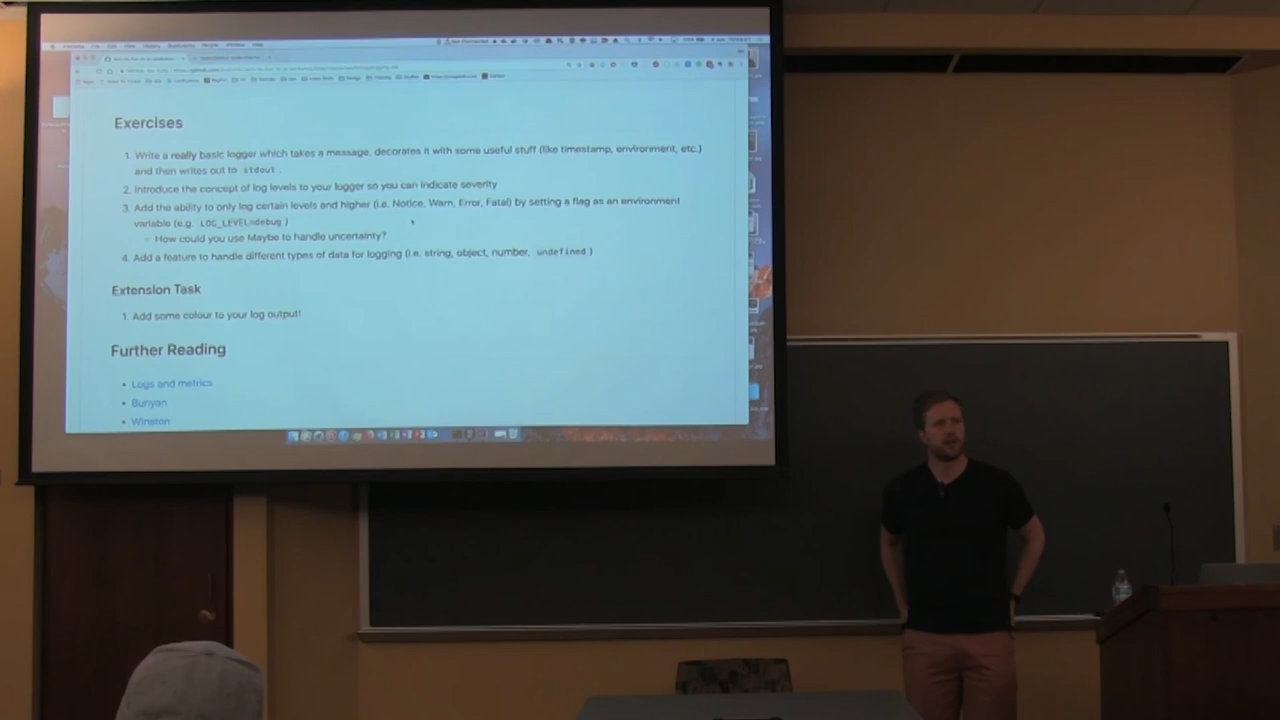 Exercises
1. Write a really basic logger which takes a message, decorates it with some useful stuff (like timestamp, environment, etc.)
and then writes out to stdout.
2. Introduce the concept of log levels to your logger so you can indicate severity
3. Add the ability to only log certain levels and higher (i.e. Notice, Warn, Error, Fatal) by setting a flag as an environment
variable (e.g. LOG_LEVEL=debug )
How could you use Maybe to handle uncertainty?
4. Add a feature to handle different types of data for logging (i.e. string, object, number, undefined )
Extension Task
1. Add some colour to your log output!
Further Reading
• Logs and metrics
• Bunyan
• Winston